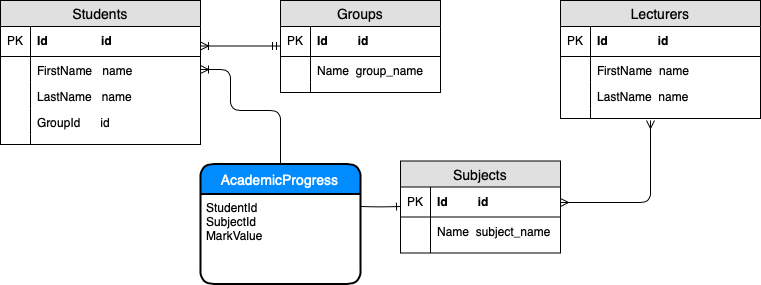 Students
PK Id id
FirstName name
LastName name
GroupId id
Groups
PK Id id
Name group_name
Lecturers
PK Id id
FirstName name
LastName name
AcademicProgress
StudentId
SubjectId
MarkValue
Subjects
PK Id id
Name subject_name